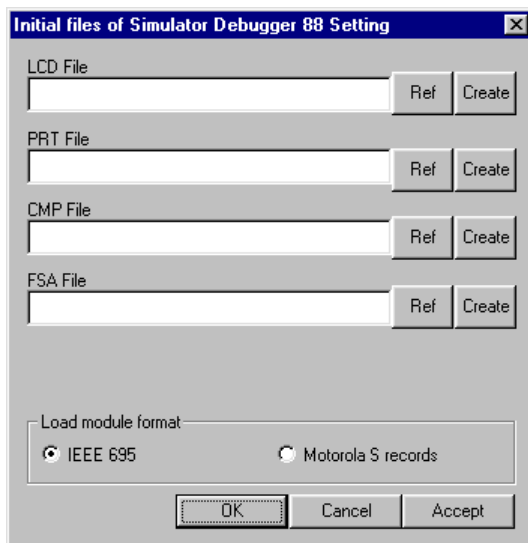 Initial files of Simulator Debugger 88 Setting
LCD File
Ref Create
PRT File
Ref Create
CMP File
Ref Create
FSA File
Ref Create
Load module format
IEEE 695 Motorola S records
OK Cancel Accept